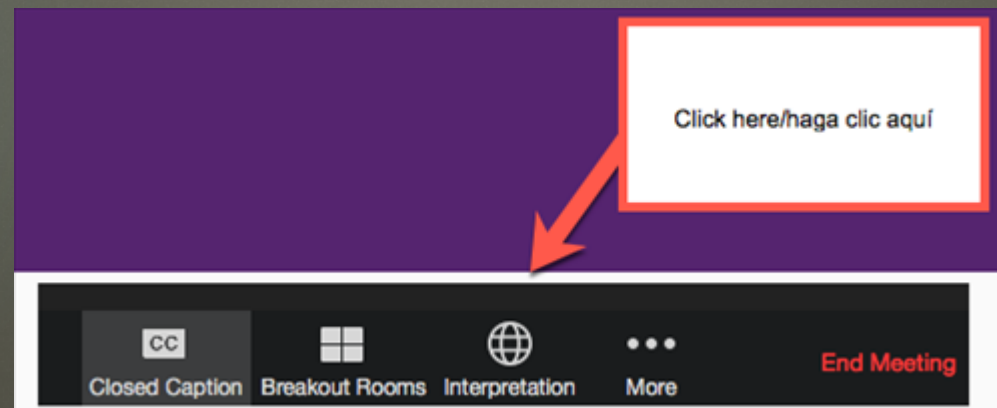 Click here/haga clic aquí
CC
Closed Caption Breakout Rooms Interpretation More End Meeting